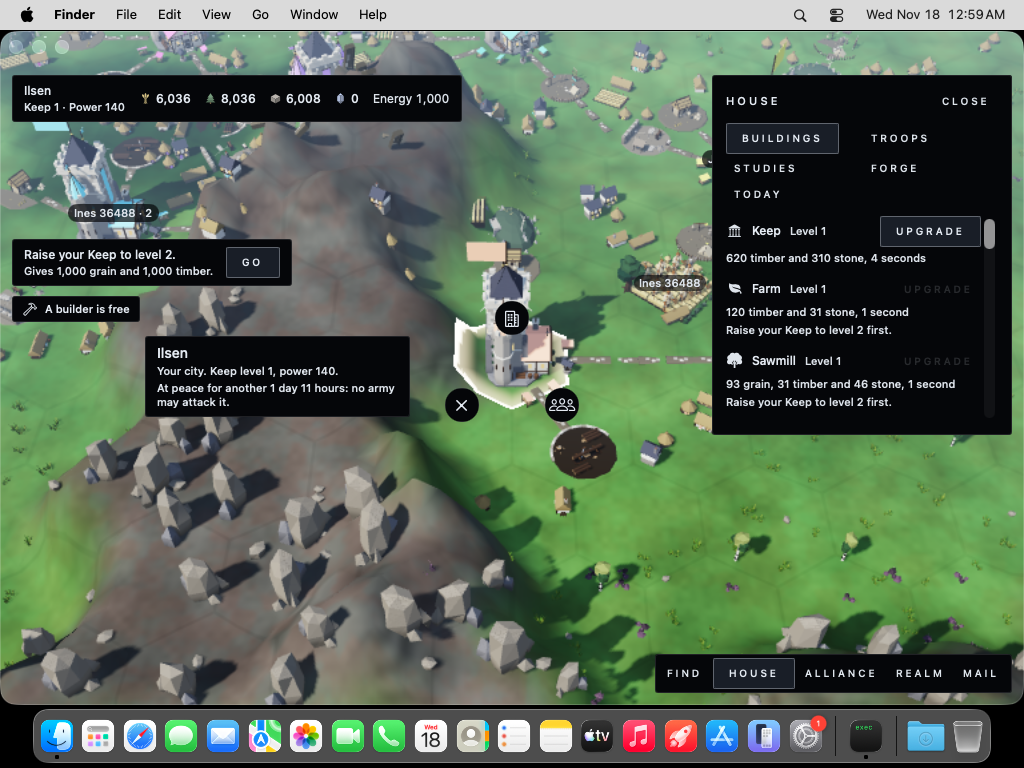 Finder File Edit View Go Window Help Wed Nov 18 12:59 AM
Ilsen
Keep 1 · Power 140
6,036 8,036 6,008 0 Energy 1,000
Ines 36488 · 2
Raise your Keep to level 2.
Gives 1,000 grain and 1,000 timber.
GO
A builder is free
Ilsen
Your city. Keep level 1, power 140.
At peace for another 1 day 11 hours: no army
may attack it.
Ines 36488
HOUSE CLOSE
BUILDINGS TROOPS
STUDIES FORGE
TODAY
Keep Level 1 UPGRADE
620 timber and 310 stone, 4 seconds
Farm Level 1 UPGRADE
120 timber and 31 stone, 1 second
Raise your Keep to level 2 first.
Sawmill Level 1 UPGRADE
93 grain, 31 timber and 46 stone, 1 second
Raise your Keep to level 2 first.
FIND HOUSE ALLIANCE REALM MAIL
Wed
18
tv
1
exec